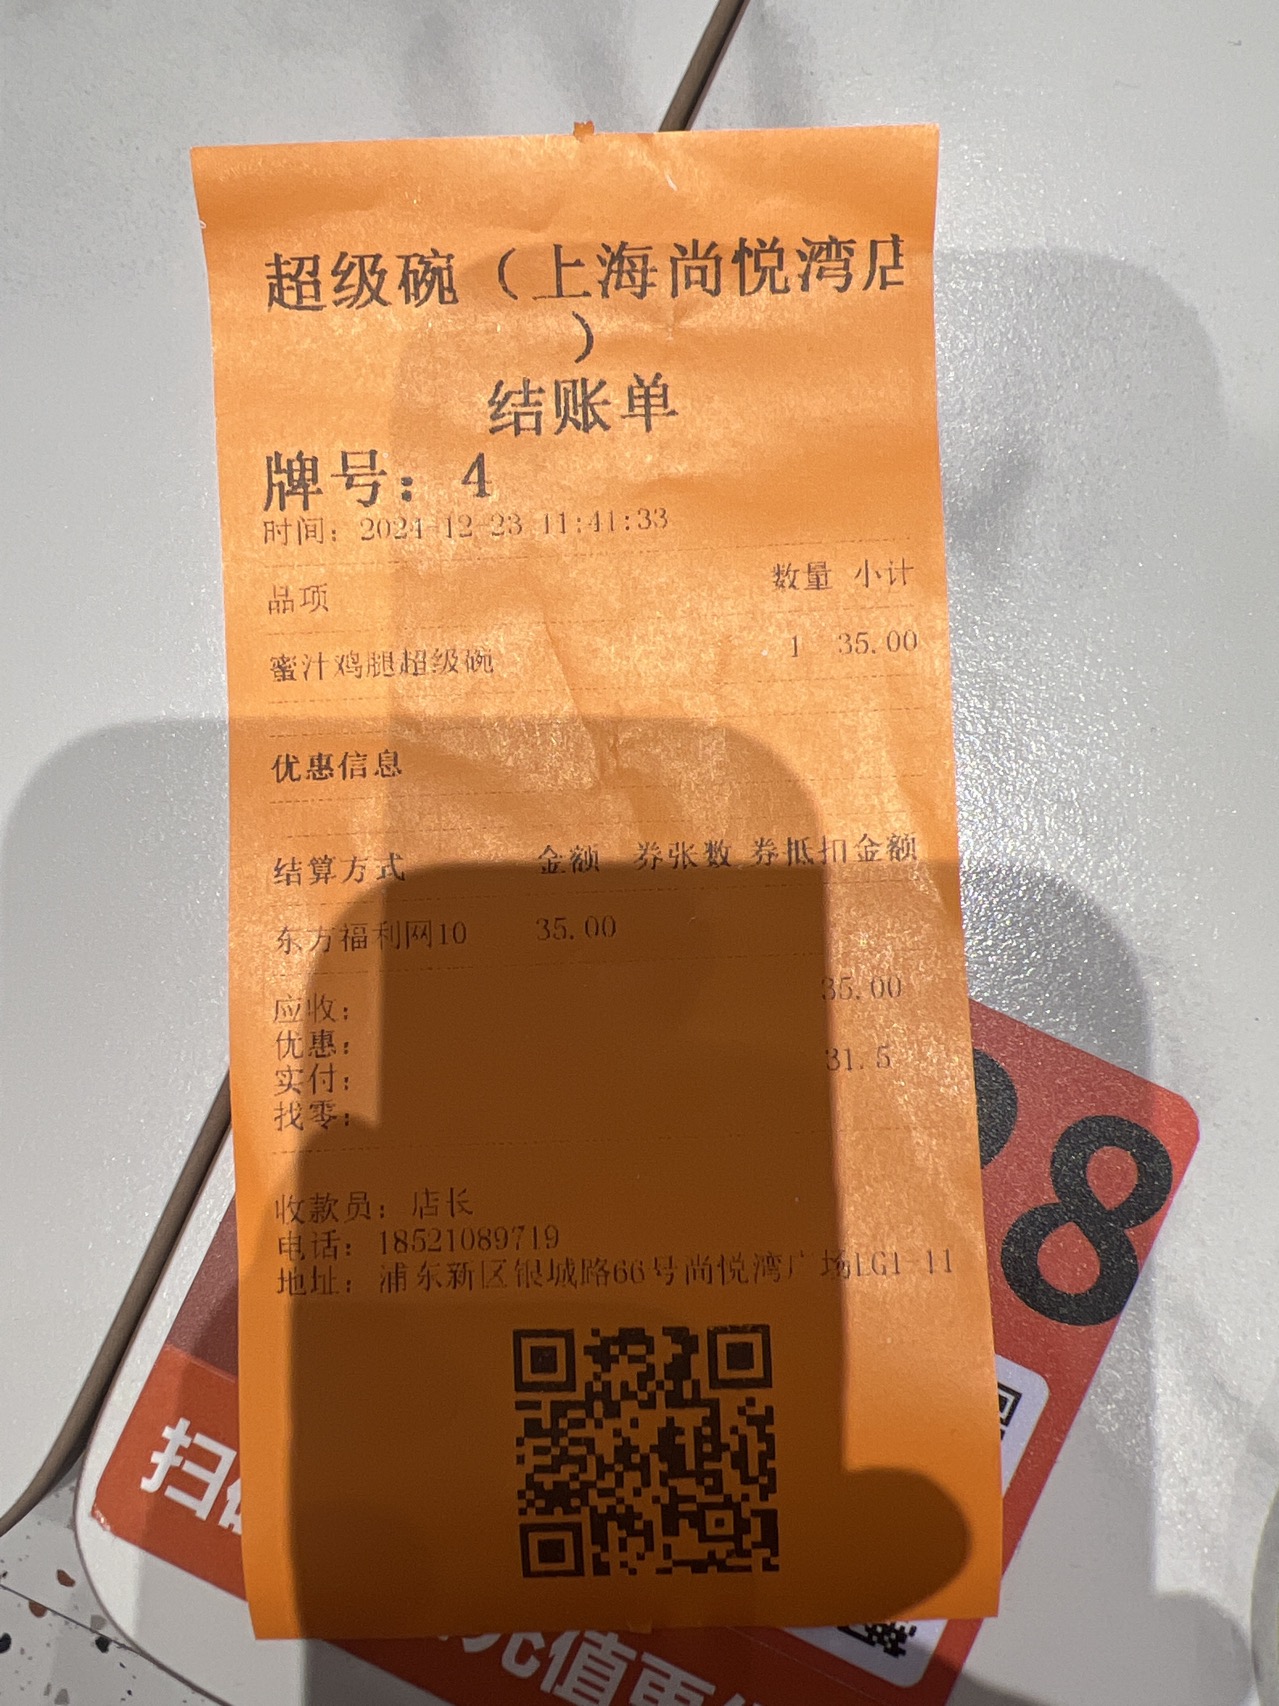 超级碗（上海尚悦湾店
）
结账单
牌号：4
时间：2024-12-23 11:41:33
品项 数量 小计
蜜汁鸡腿超级碗 1 35.00
优惠信息
结算方式 金额 券张数 券抵扣金额
东方福利网10 35.00
应收： 35.00
优惠：
实付： 31.5
找零：
收款员：店长
电话：18521089719
地址：浦东新区银城路66号尚悦湾广场LG1-11
8
扫
充值更